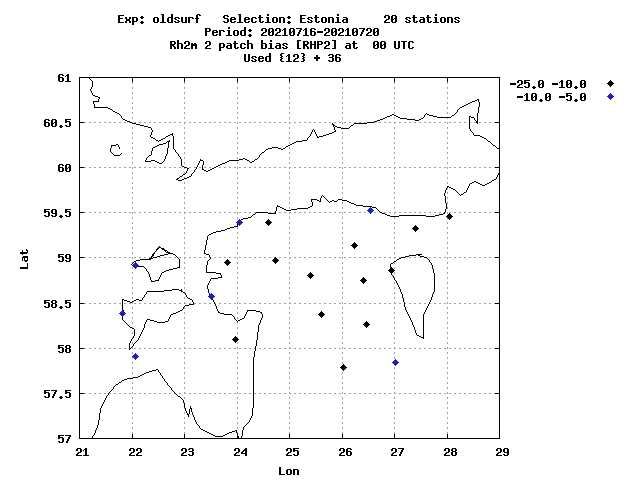 Exp: oldsurf   Selection: Estonia     20 stations
Period: 20210716-20210720
Rh2m 2 patch bias [RHP2] at  00 UTC
Used {12} + 36
-25.0 -10.0
-10.0 -5.0
61
60.5
60
59.5
59
58.5
58
57.5
57
Lat
21 22 23 24 25 26 27 28 29
Lon